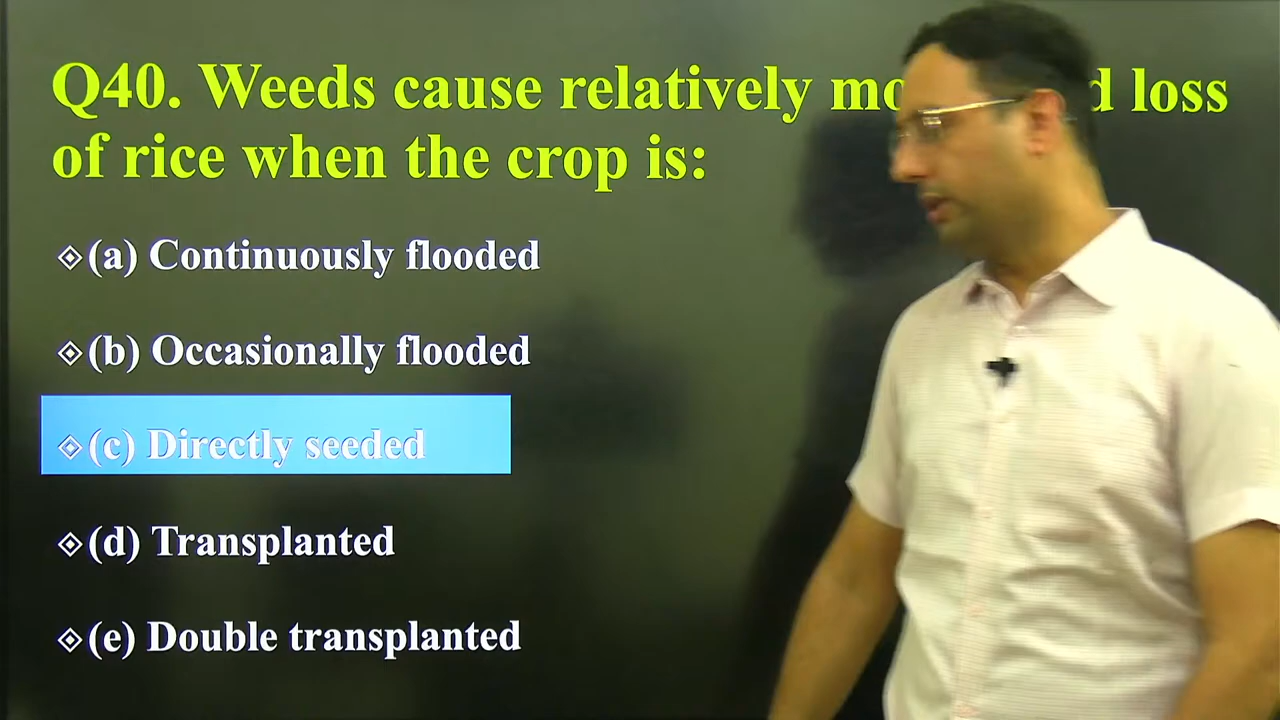 Q40. Weeds cause relatively loss
of rice when the crop is:
(a) Continuously flooded
(b) Occasionally flooded
(c) Directly seeded
(d) Transplanted
(e) Double transplanted